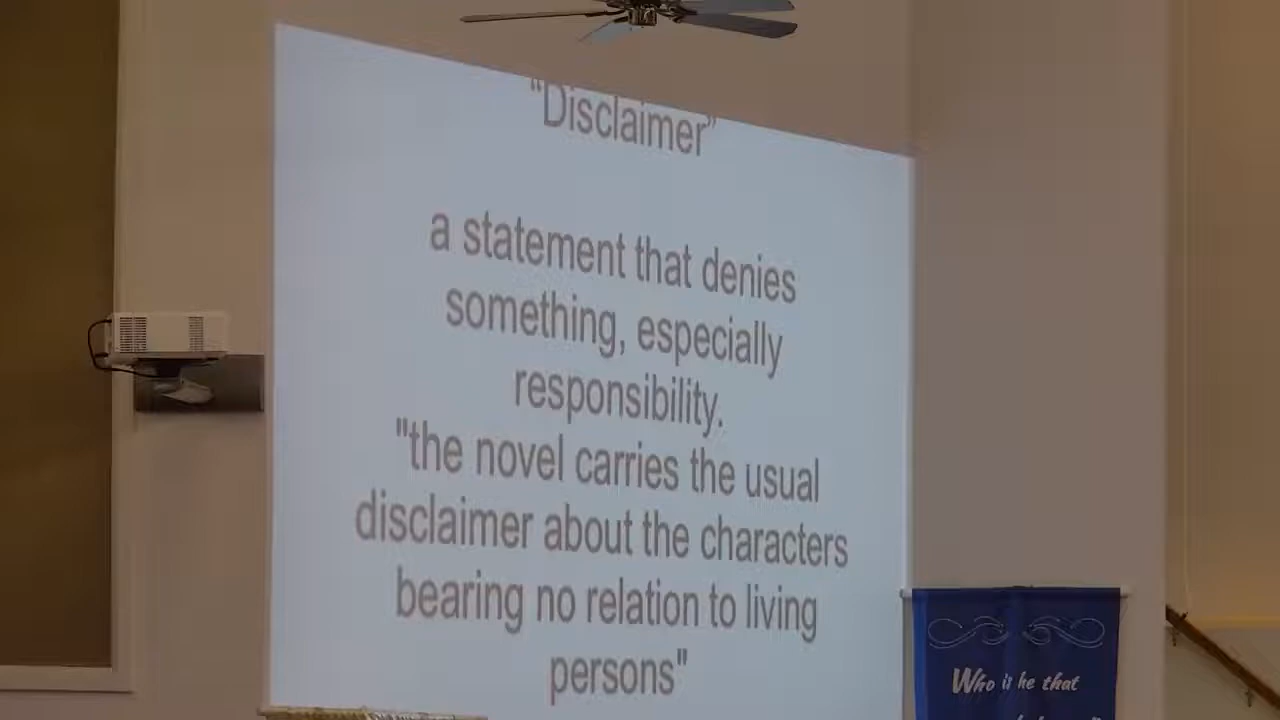 “Disclaimer”
a statement that denies
something, especially
responsibility.
"the novel carries the usual
disclaimer about the characters
bearing no relation to living
persons"
Who is he that